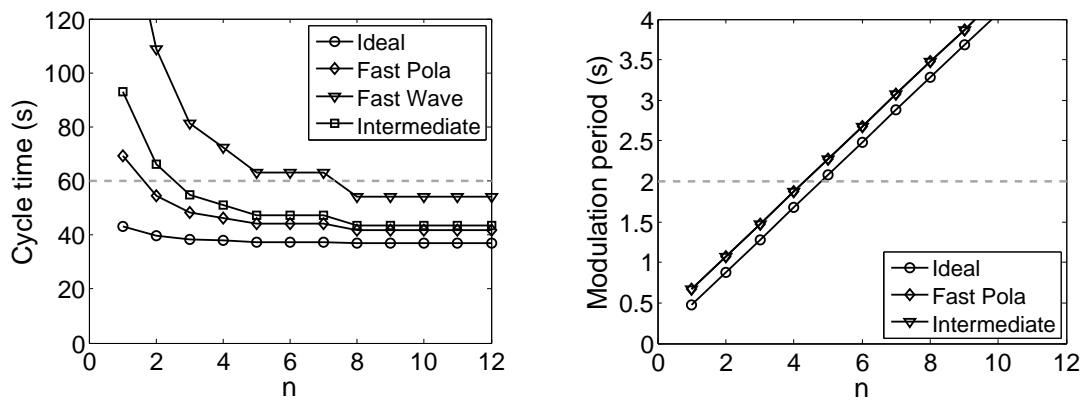 120
100
80
60
40
20
0
0 2 4 6 8 10 12
n
Cycle time (s)
Ideal
Fast Pola
Fast Wave
Intermediate
4
3.5
3
2.5
2
1.5
1
0.5
0
0 2 4 6 8 10 12
n
Modulation period (s)
Ideal
Fast Pola
Intermediate